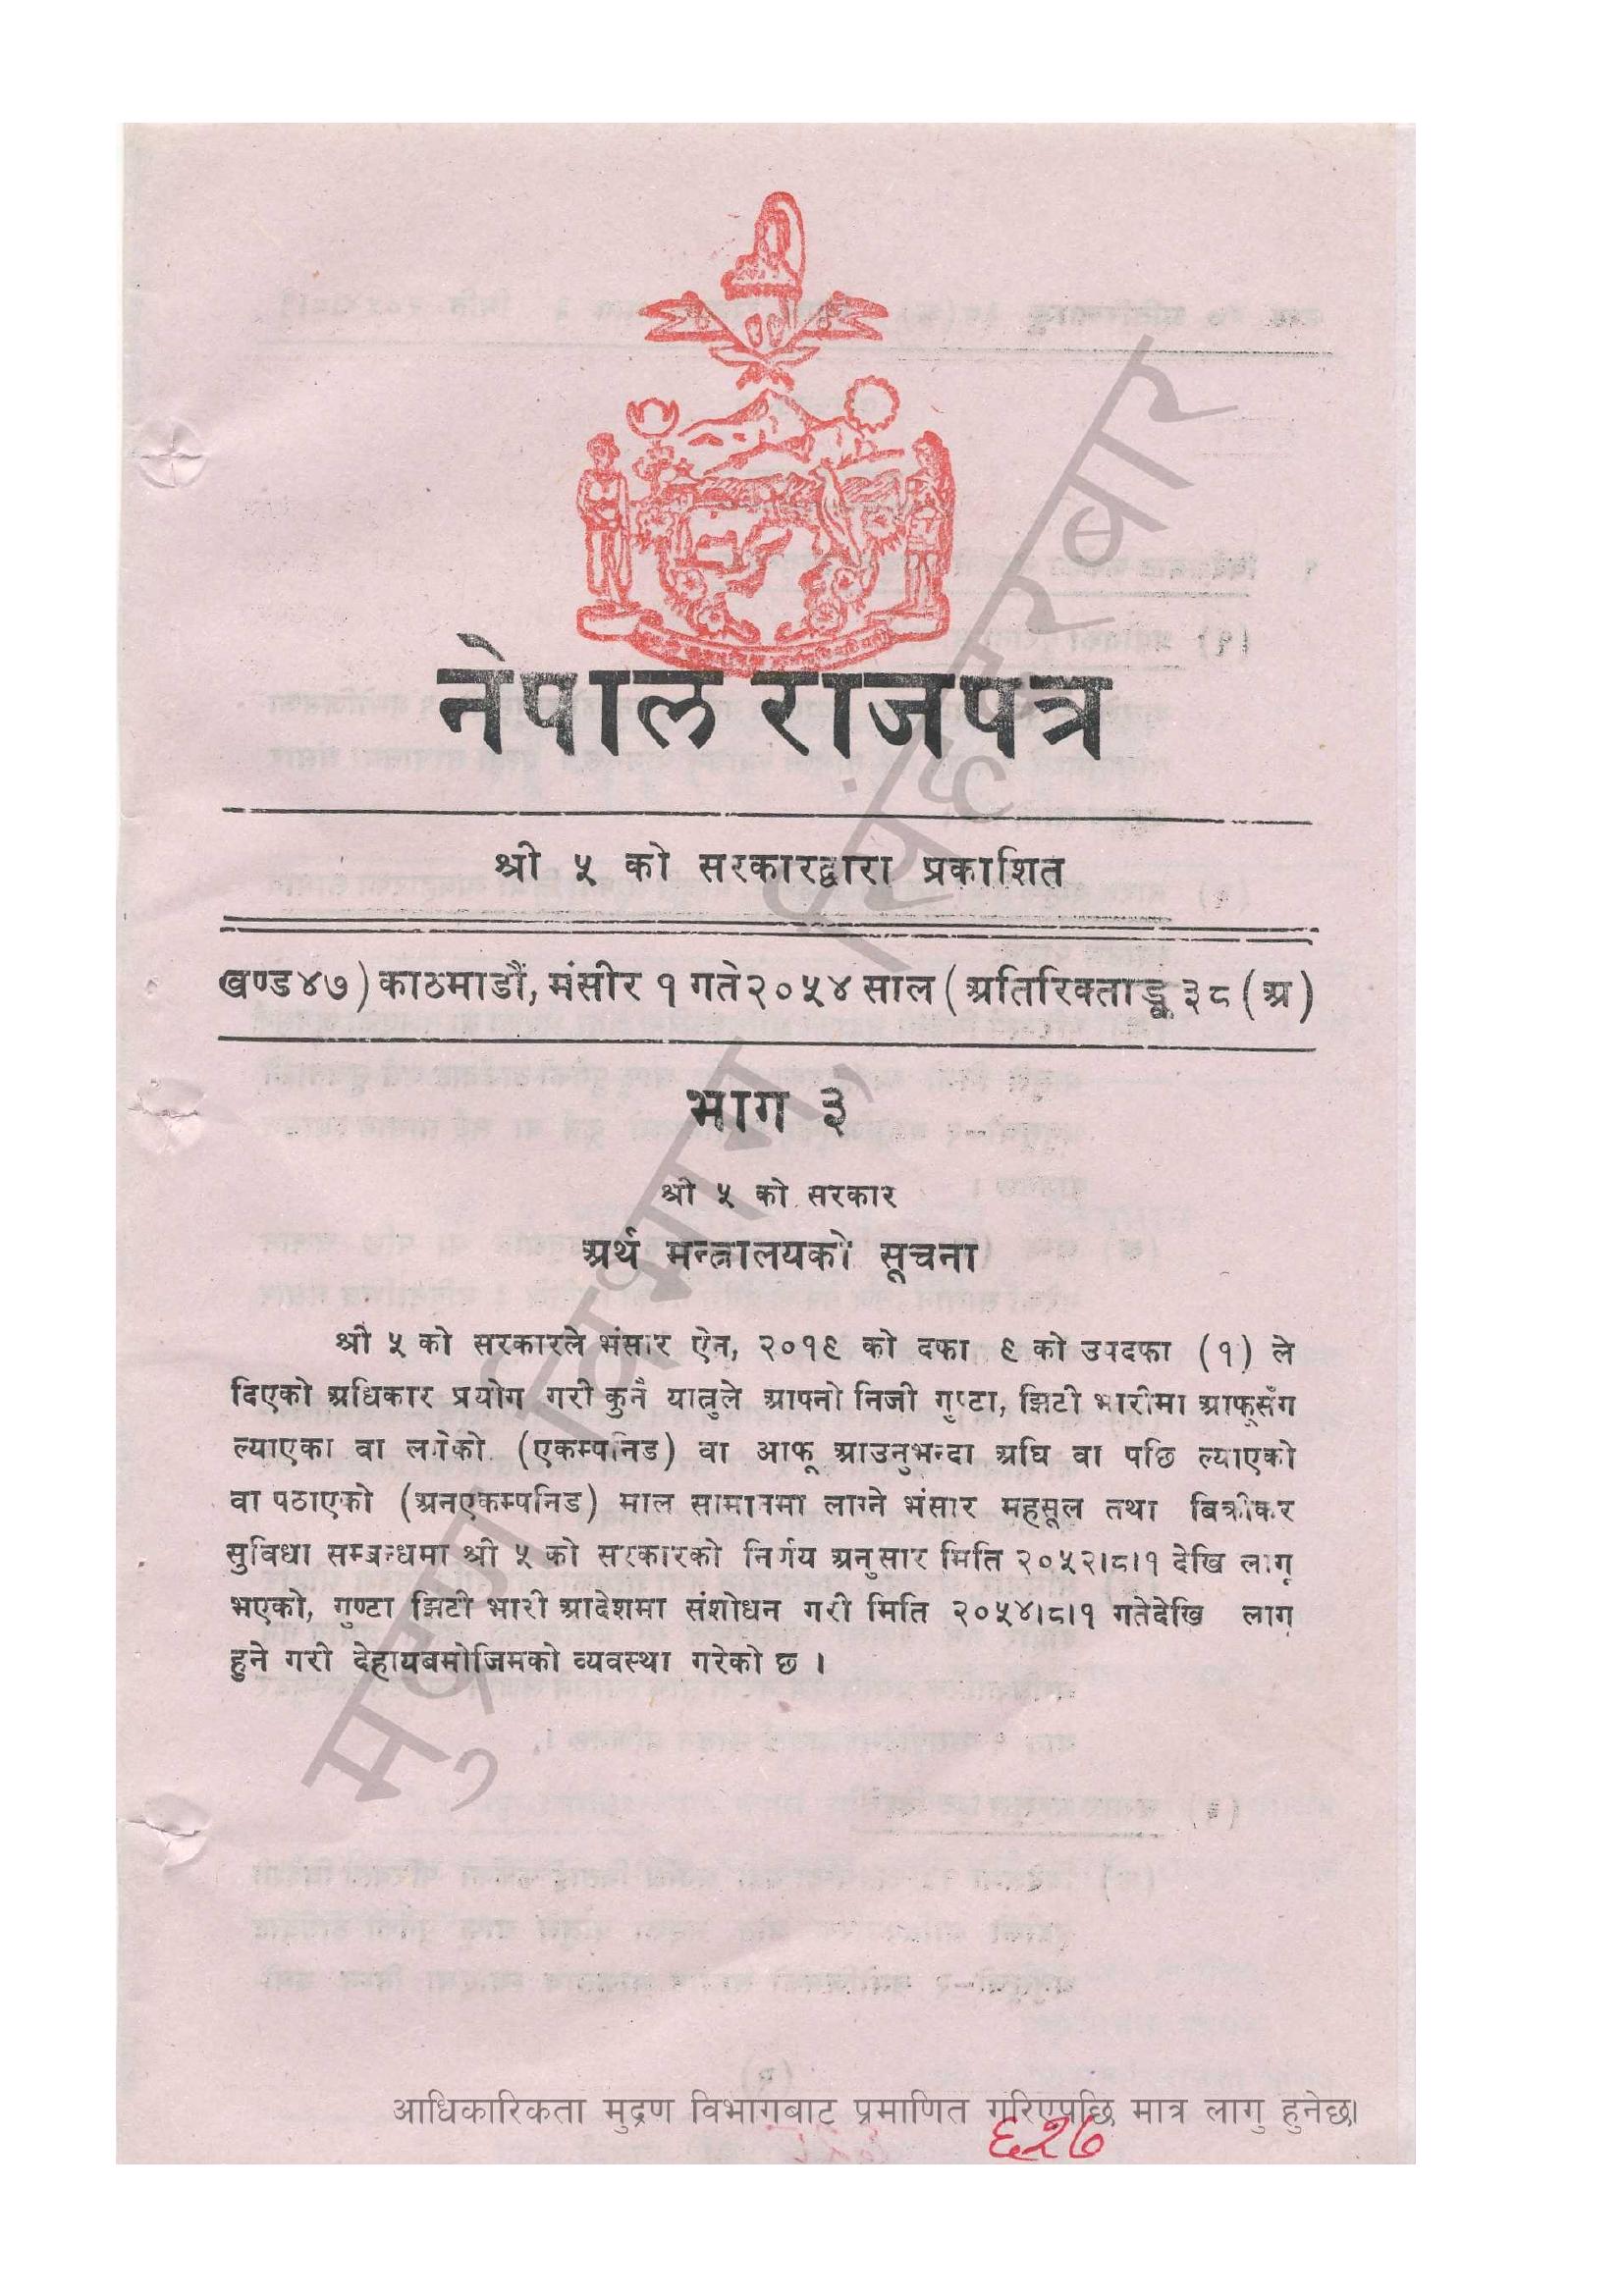 नेपाल राजपत्र
श्री ५ को सरकारद्वारा प्रकाशित
खण्ड ४७) काठमाडौं, मंसीर १ गते २०५४ साल (अतिरिक्ताङ्क ३८ (अ)
भाग ३
श्री ५ को सरकार
अर्थ मन्त्रालयको सूचना
श्री ५ को सरकारले भंसार ऐन, २०१९ को दफा ९ को उपदफा (१) ले
दिएको अधिकार प्रयोग गरी कुनै यात्रुले आफ्नो निजी गुण्टा, झिटी भारीमा आफूसँग
ल्याएका वा लगेको (एकम्पनिड) वा आफू आउनुभन्दा अघि वा पछि ल्याएको
वा पठाएको (अनएकम्पनिड) माल सामानमा लाग्ने भंसार महसूल तथा बिक्रीकर
सुविधा सम्बन्धमा श्री ५ को सरकारको निर्णय अनुसार मिति २०५२।८।१ देखि लागू
भएको, गुण्टा झिटी भारी आदेशमा संशोधन गरी मिति २०५४।८।१ गतेदेखि लागू
हुने गरी देहायबमोजिमको व्यवस्था गरेको छ ।
मुद्रण विभाग, सिंहदरवार
आधिकारिकता मुद्रण विभागबाट प्रमाणित गरिएपछि मात्र लागु हुनेछ।
६२७